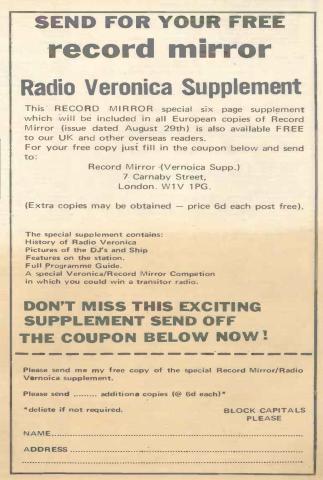 SEND FOR YOUR FREE
record mirror
Radio Veronica Supplement
This RECORD MIRROR special six page supplement
which will be included in all European copies of Record
Mirror (issue dated August 29th) is also available FREE
to our UK and other overseas readers.
For your free copy just fill in the coupon below and send
to:
Record Mirror (Vernoica Supp.)
7 Carnaby Street,
London. W1V 1PG.
(Extra copies may be obtained — price 6d each post free).
The special supplement contains:
History of Radio Veronica
Pictures of the DJ's and Ship
Features on the station.
Full Programme Guide.
A special Veronica/Record Mirror Competion
in which you could win a transitor radio.
DON'T MISS THIS EXCITING
SUPPLEMENT SEND OFF
THE COUPON BELOW NOW!
Please send me my free copy of the special Record Mirror/Radio
Vernoica supplement.
Please send ......... additiona copies (@ 6d each)*
*delete if not required. BLOCK CAPITALS
PLEASE
NAME
ADDRESS